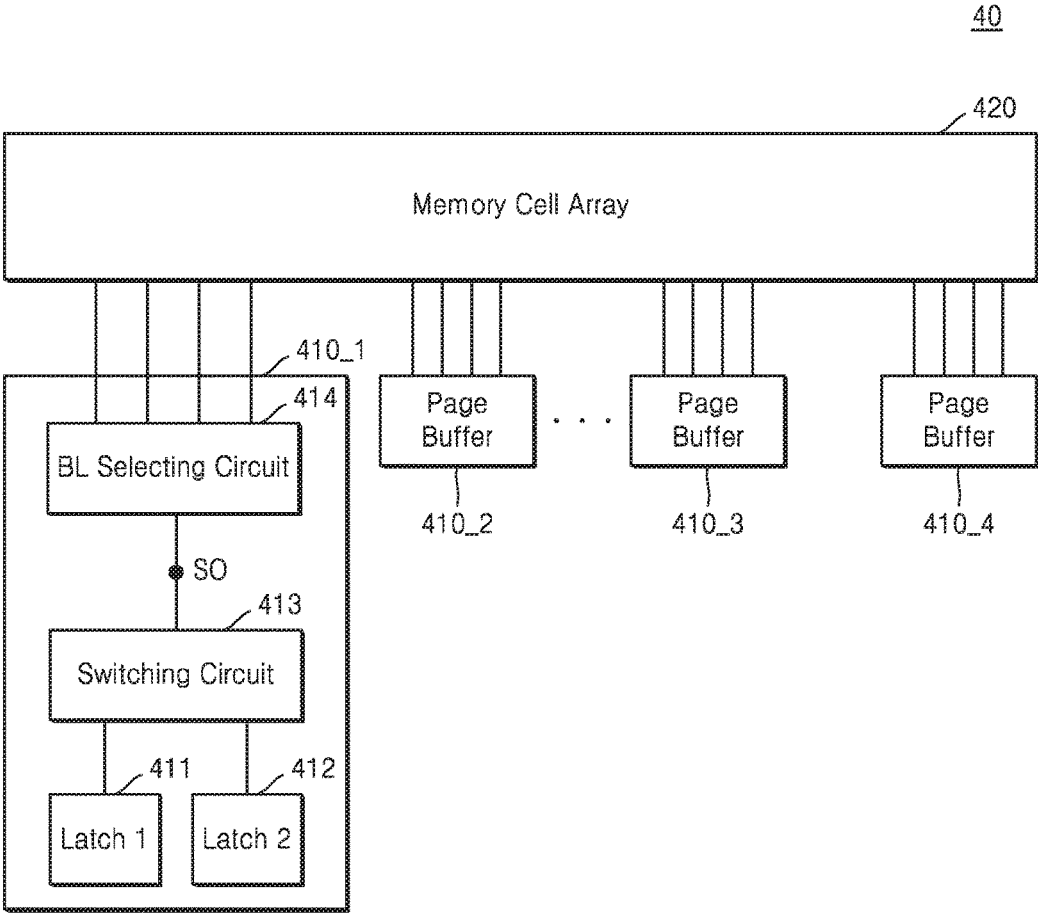 40
420
Memory Cell Array
410_1
414
BL Selecting Circuit
Page
Buffer
410_2
. . .
Page
Buffer
410_3
Page
Buffer
410_4
SO
413
Switching Circuit
411
412
Latch 1
Latch 2